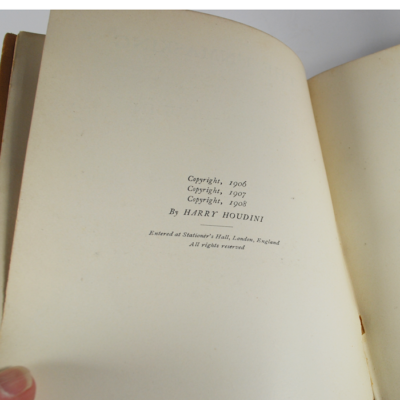 Copyright, 1906
Copyright, 1907
Copyright, 1908
By HARRY HOUDINI
Entered at Stationer's Hall, London, England
All rights reserved